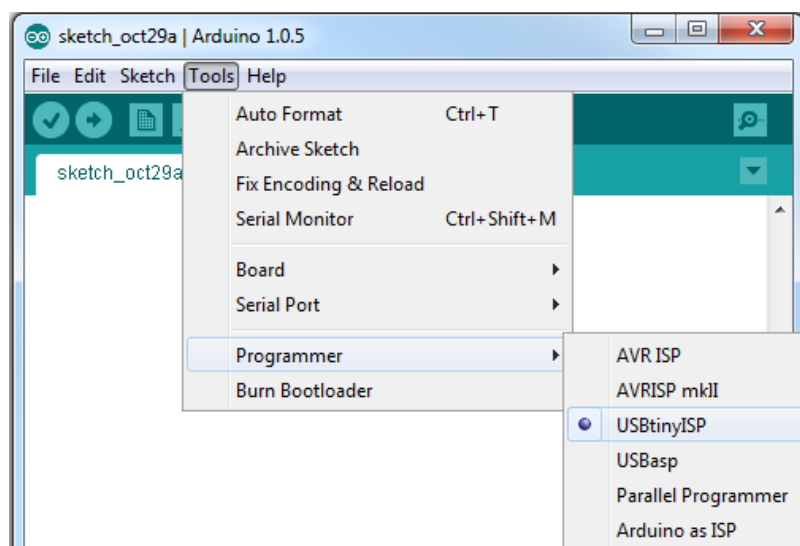 sketch_oct29a | Arduino 1.0.5
File Edit Sketch Tools Help
sketch_oct29a
Auto Format Ctrl+T
Archive Sketch
Fix Encoding & Reload
Serial Monitor Ctrl+Shift+M
Board
Serial Port
Programmer
Burn Bootloader
AVR ISP
AVRISP mkII
USBtinyISP
USBasp
Parallel Programmer
Arduino as ISP